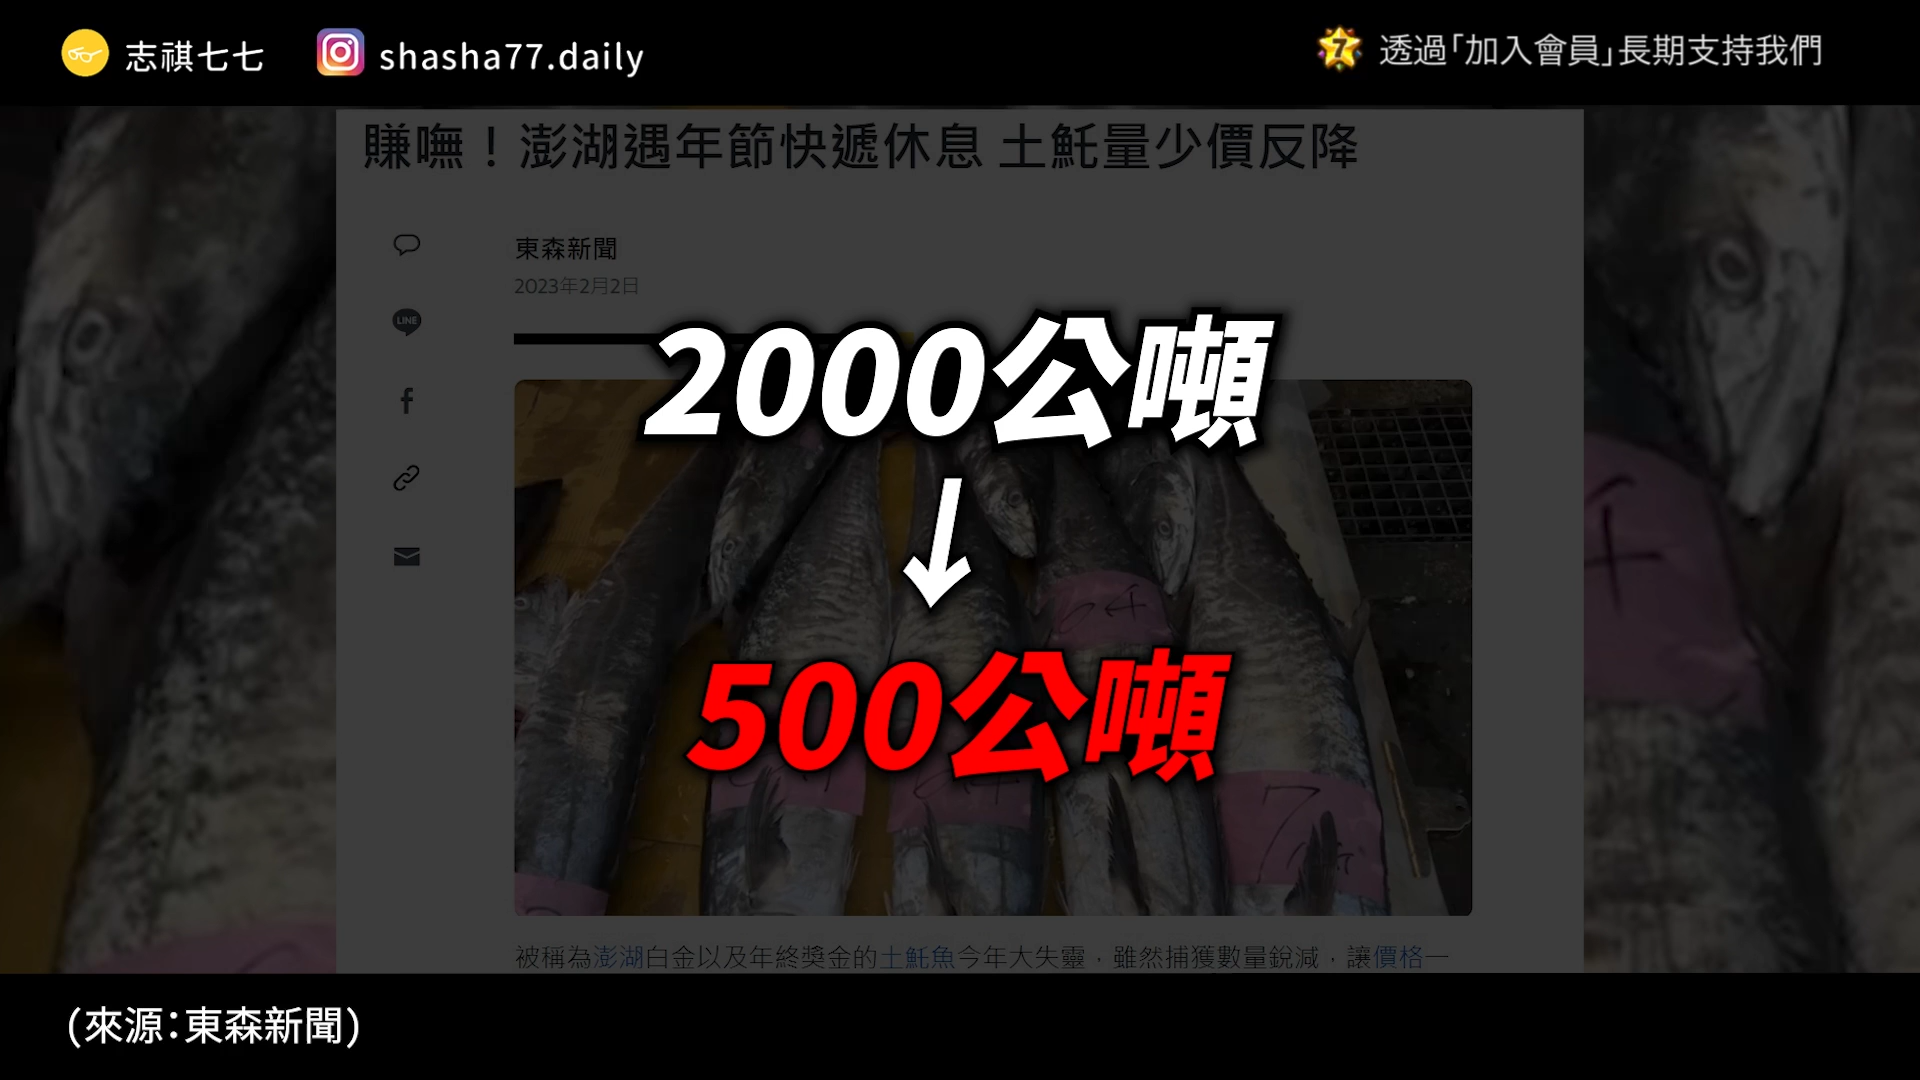 志祺七七
shasha77.daily
7
透過「加入會員」長期支持我們
賺嘸！澎湖遇年節快遞休息 土魠量少價反降
東森新聞
2023年2月2日
LINE
2000公噸
↓
500公噸
被稱為澎湖白金以及年終獎金的土魠魚今年大失靈，雖然捕獲數量銳減，讓價格一
(來源：東森新聞)